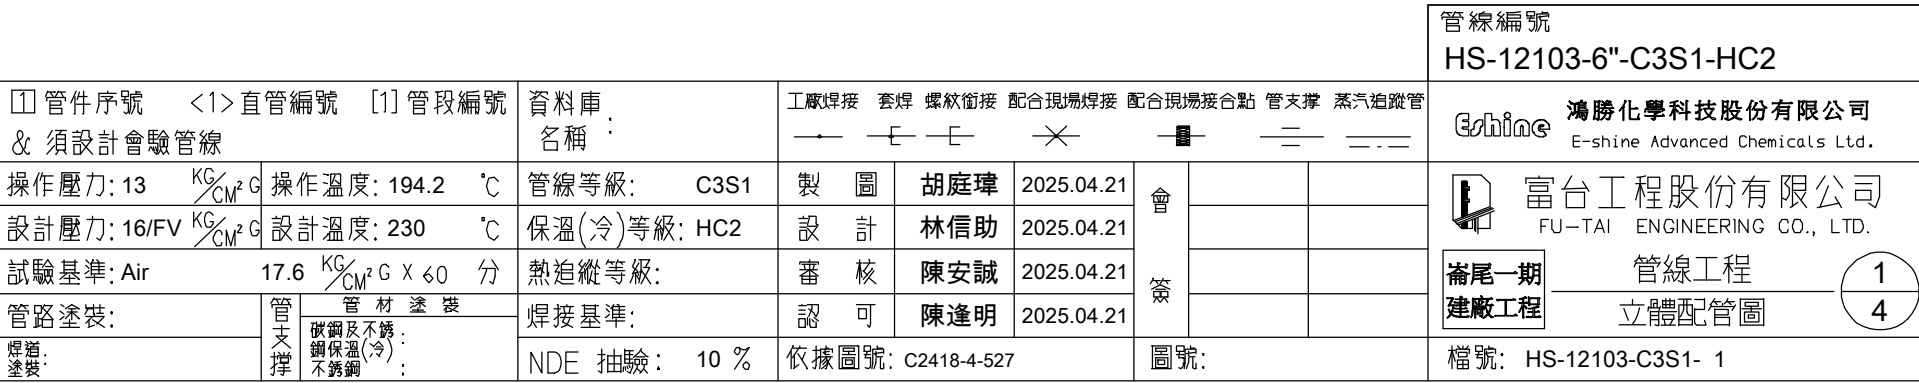 管線編號
HS-12103-6"-C3S1-HC2
1 管件序號 <1>直管編號 [1] 管段編號
& 須設計會驗管線
資料庫
名稱 :
工廠焊接 套焊 螺紋銜接 配合現場焊接 配合現場接合點 管支撐 蒸汽追蹤管
Eshine 鴻勝化學科技股份有限公司
E-shine Advanced Chemicals Ltd.
操作壓力: 13 KG/CM² G 操作溫度: 194.2 °C 管線等級: C3S1 製圖 胡庭瑋 2025.04.21
設計壓力: 16/FV KG/CM² G 設計溫度: 230 °C 保溫(冷)等級: HC2 設計 林信助 2025.04.21
試驗基準: Air 17.6 KG/CM² G X 60 分 熱追縱等級: 審核 陳安誠 2025.04.21
管路塗裝: 管支撐 管材塗裝 焊接基準: 認可 陳逢明 2025.04.21
會簽
富台工程股份有限公司
FU-TAI ENGINEERING CO., LTD.
崙尾一期
建廠工程
管線工程
立體配管圖
1
4
焊道:
塗裝:
碳鋼及不銹:
鋼保溫(冷)
不銹鋼 :
NDE 抽驗: 10 %
依據圖號: C2418-4-527
圖號:
檔號: HS-12103-C3S1- 1